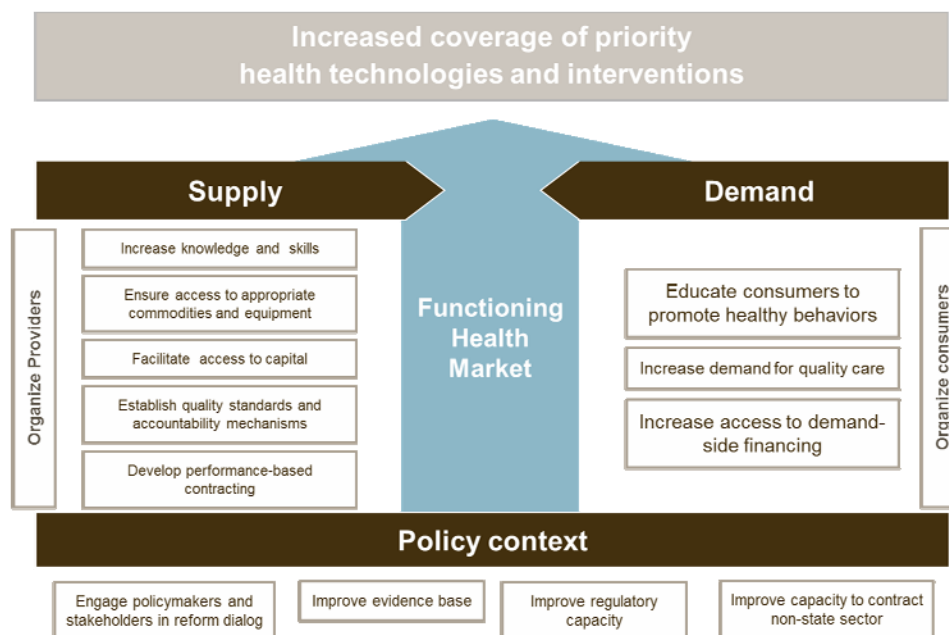 Increased coverage of priority
health technologies and interventions
Supply
Demand
Organize Providers
Increase knowledge and skills
Ensure access to appropriate
commodities and equipment
Facilitate access to capital
Establish quality standards and
accountability mechanisms
Develop performance-based
contracting
Functioning
Health
Market
Educate consumers to
promote healthy behaviors
Increase demand for quality care
Increase access to demand-
side financing
Organize consumers
Policy context
Engage policymakers and
stakeholders in reform dialog
Improve evidence base
Improve regulatory
capacity
Improve capacity to contract
non-state sector